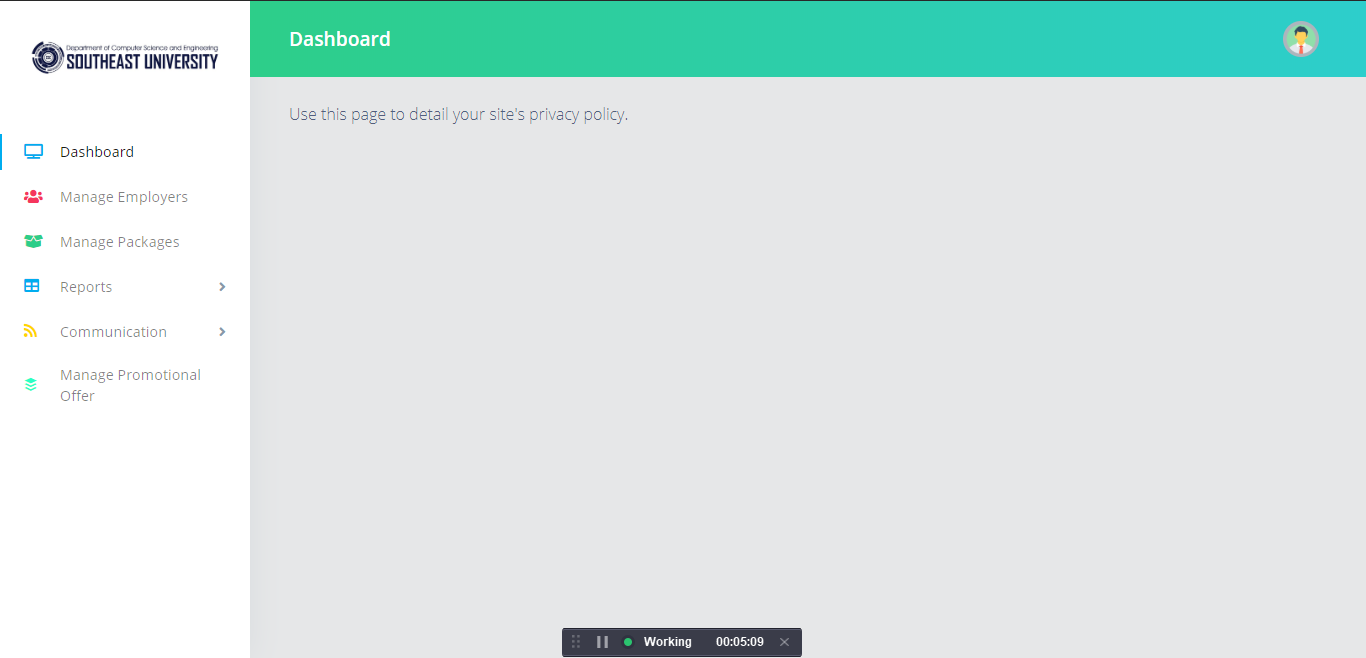 Department of Computer Science and Engineering
SOUTHEAST UNIVERSITY
Dashboard
Use this page to detail your site's privacy policy.
Dashboard
Manage Employers
Manage Packages
Reports
Communication
Manage Promotional
Offer
Working 00:05:09